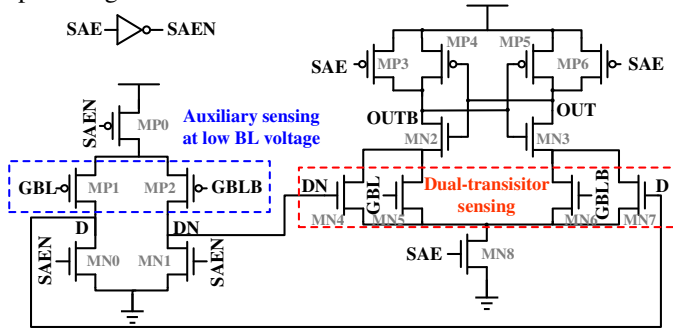 SAE SAEN
MP4 MP5
SAE MP3 MP6 SAE
SAEN MP0
Auxiliary sensing
at low BL voltage
OUTB OUT
MN2 MN3
GBL MP1 MP2 GBLB
DN GBL Dual-transisitor GBLB D
sensing
MN4 MN5 MN6 MN7
D DN
SAEN MN0 MN1 SAEN
SAE MN8